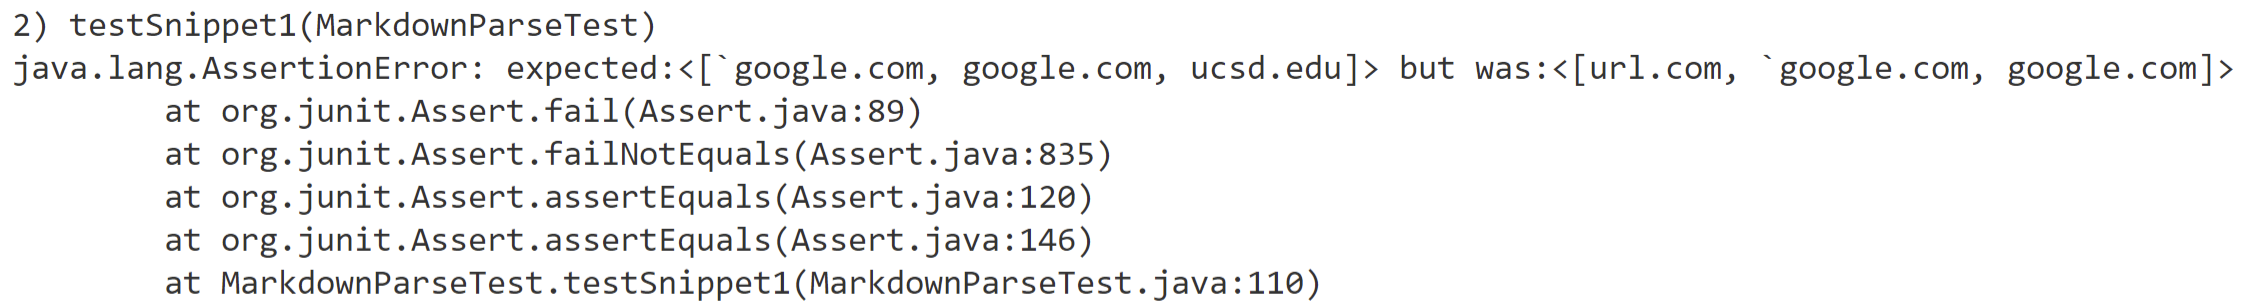 2) testSnippet1(MarkdownParseTest)
java.lang.AssertionError: expected:<[`google.com, google.com, ucsd.edu]> but was:<[url.com, `google.com, google.com]>
at org.junit.Assert.fail(Assert.java:89)
at org.junit.Assert.failNotEquals(Assert.java:835)
at org.junit.Assert.assertEquals(Assert.java:120)
at org.junit.Assert.assertEquals(Assert.java:146)
at MarkdownParseTest.testSnippet1(MarkdownParseTest.java:110)